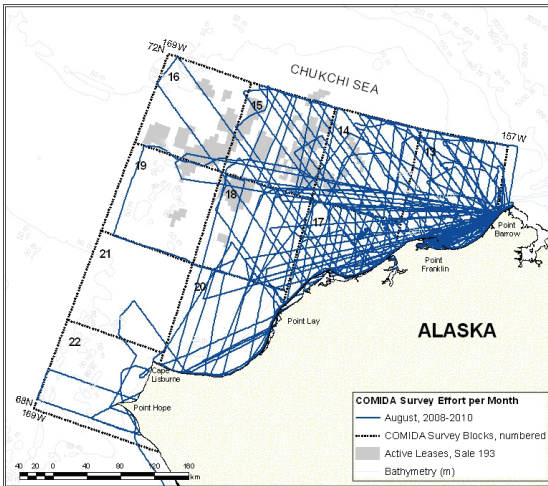 169W
72N
CHUKCHI SEA
16
15
14
13
157W
19
18
17
Point
Barrow
Point
Franklin
21
20
Point Lay
ALASKA
22
Cape
Lisburne
Point Hope
68N
169W
COMIDA Survey Effort per Month
August, 2008-2010
COMIDA Survey Blocks, numbered
Active Leases, Sale 193
Bathymetry (m)
40 20 0 40 80 120 160
km